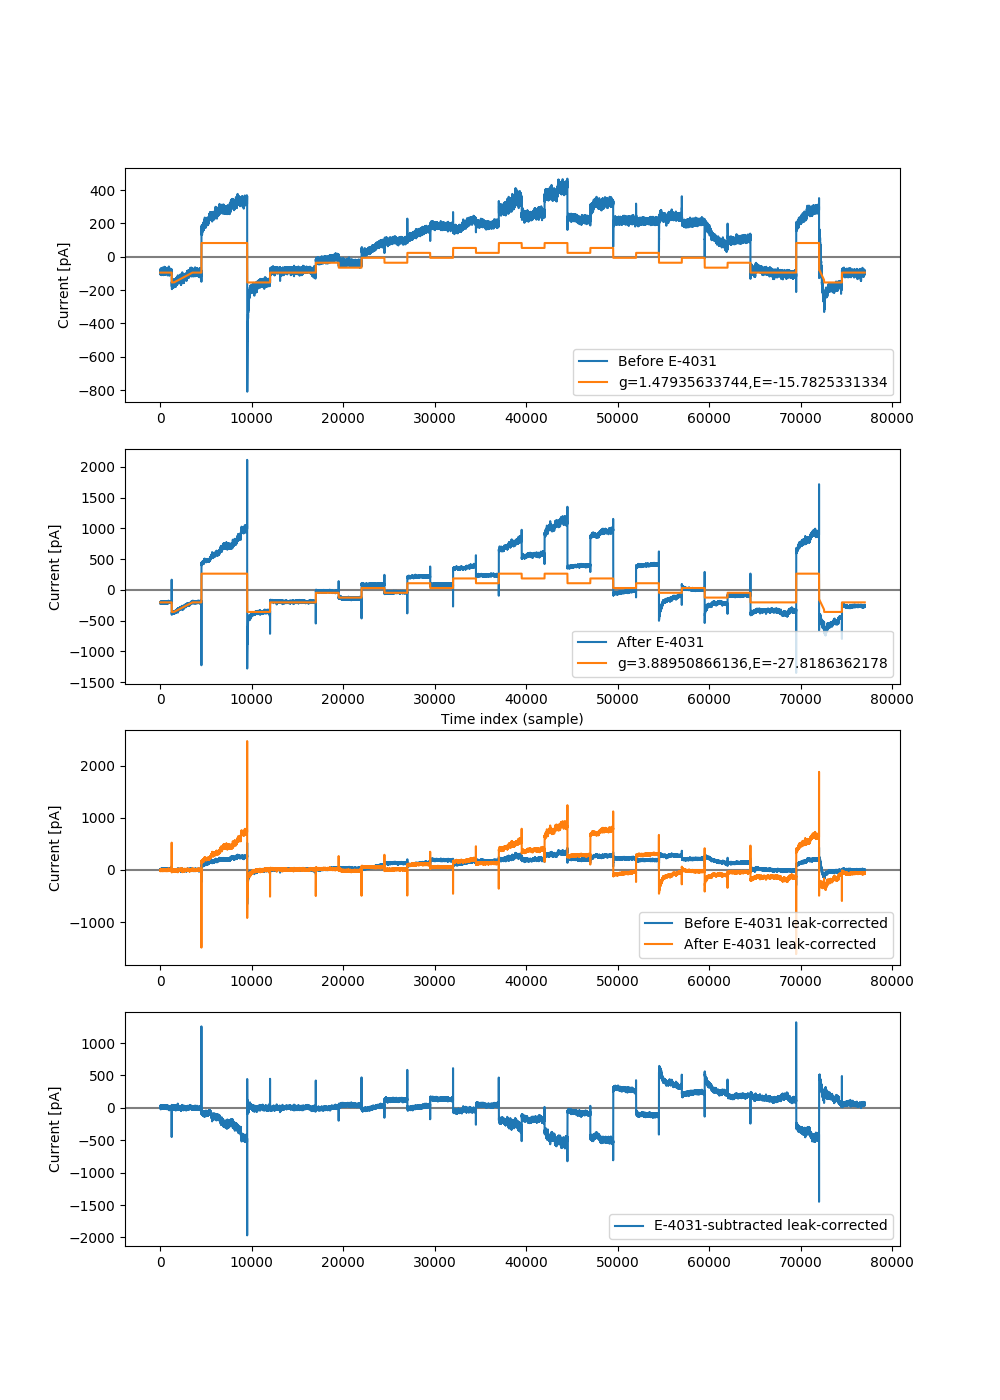 400
200
0
−200
−400
−600
−800
Current [pA]
Before E-4031
g=1.47935633744,E=-15.7825331334
0 10000 20000 30000 40000 50000 60000 70000 80000
2000
1500
1000
500
0
−500
−1000
−1500
Current [pA]
After E-4031
g=3.88950866136,E=-27.8186362178
0 10000 20000 30000 40000 50000 60000 70000 80000
Time index (sample)
2000
1000
0
−1000
Current [pA]
Before E-4031 leak-corrected
After E-4031 leak-corrected
0 10000 20000 30000 40000 50000 60000 70000 80000
1000
500
0
−500
−1000
−1500
−2000
Current [pA]
E-4031-subtracted leak-corrected
0 10000 20000 30000 40000 50000 60000 70000 80000